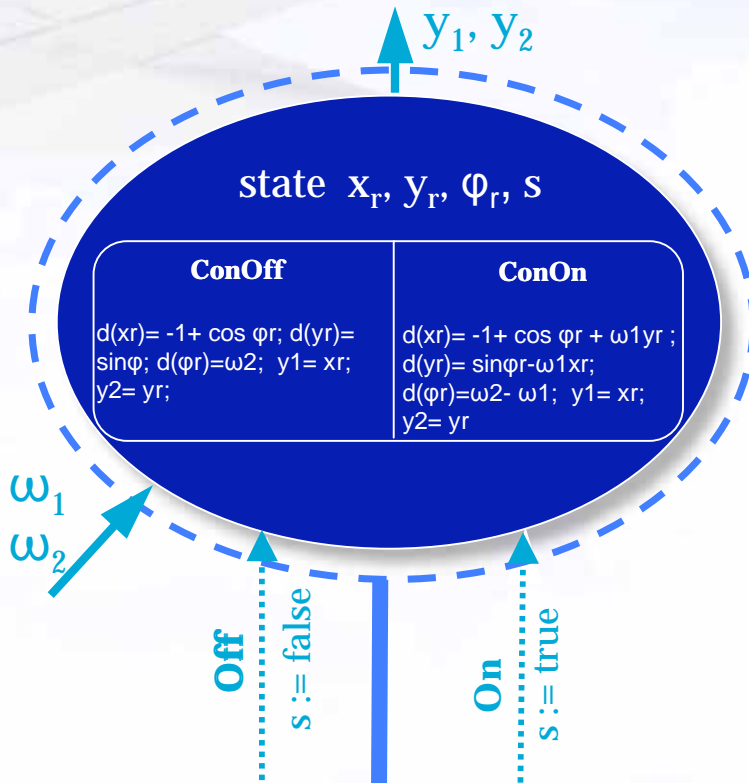 y₁, y₂
state xᵣ, yᵣ, φᵣ, s
ConOff
d(xr)= -1+ cos φr; d(yr)=
sinφ; d(φr)=ω2; y1= xr;
y2= yr;
ConOn
d(xr)= -1+ cos φr + ω1yr ;
d(yr)= sinφr-ω1xr;
d(φr)=ω2- ω1; y1= xr;
y2= yr
ω₁
ω₂
Off
s := false
On
s := true